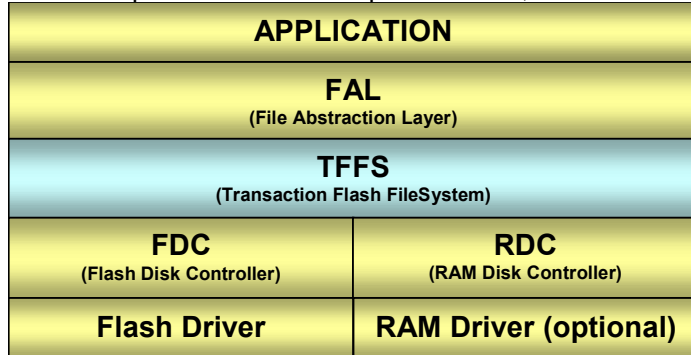 APPLICATION
FAL
(File Abstraction Layer)
TFFS
(Transaction Flash FileSystem)
FDC
(Flash Disk Controller)
RDC
(RAM Disk Controller)
Flash Driver
RAM Driver (optional)